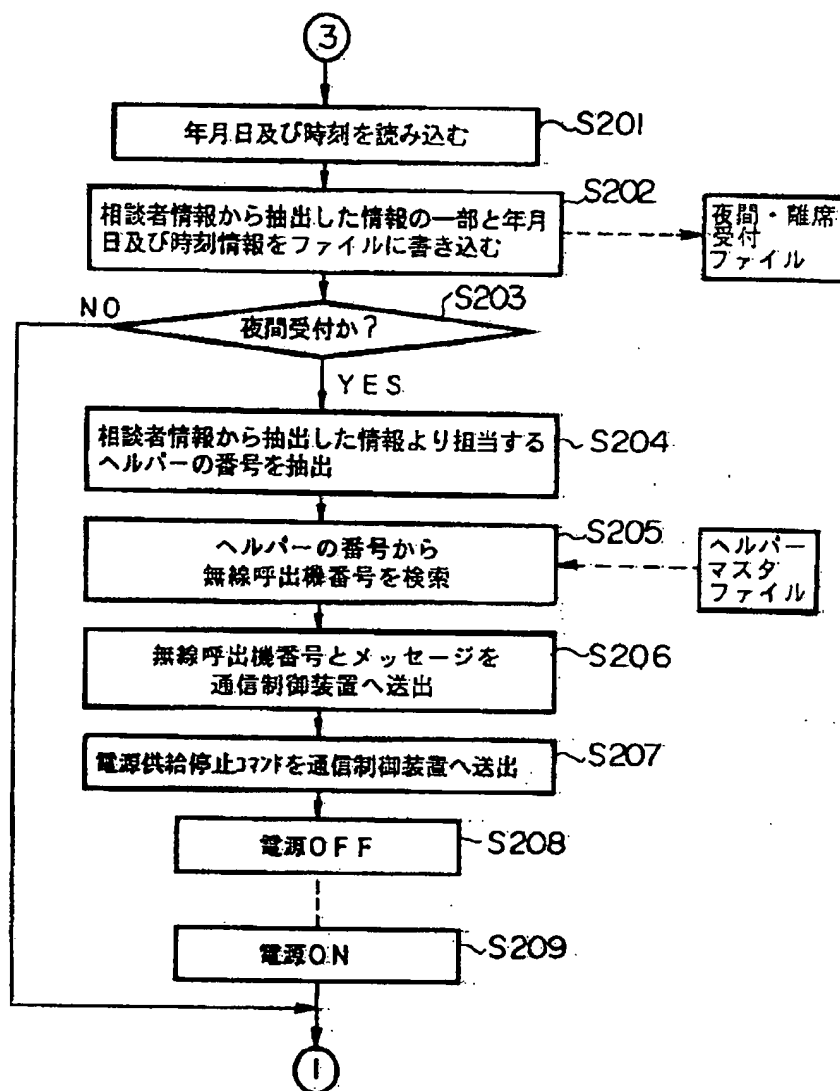 3
年月日及び時刻を読み込む
S201
相談者情報から抽出した情報の一部と年月
日及び時刻情報をファイルに書き込む
S202
夜間・離席
受付
ファイル
夜間受付か?
S203
NO
YES
相談者情報から抽出した情報より担当する
ヘルパーの番号を抽出
S204
ヘルパーの番号から
無線呼出機番号を検索
S205
ヘルパー
マスタ
ファイル
無線呼出機番号とメッセージを
通信制御装置へ送出
S206
電源供給停止コマンドを通信制御装置へ送出
S207
電源OFF
S208
電源ON
S209
1